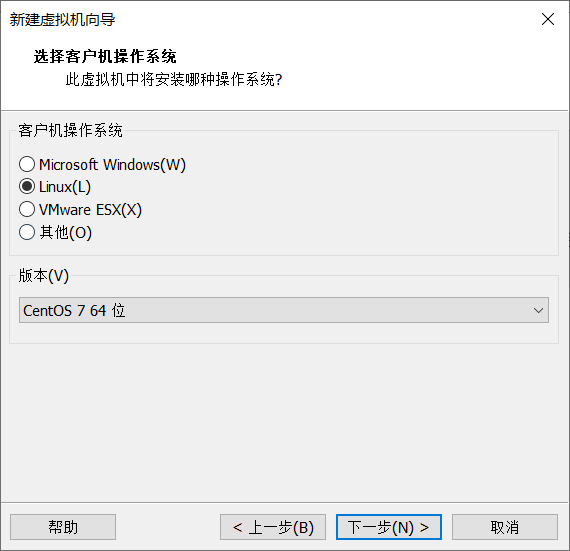 新建虚拟机向导
选择客户机操作系统
此虚拟机中将安装哪种操作系统?
客户机操作系统
Microsoft Windows(W)
Linux(L)
VMware ESX(X)
其他(O)
版本(V)
CentOS 7 64 位
帮助
< 上一步(B)
下一步(N) >
取消